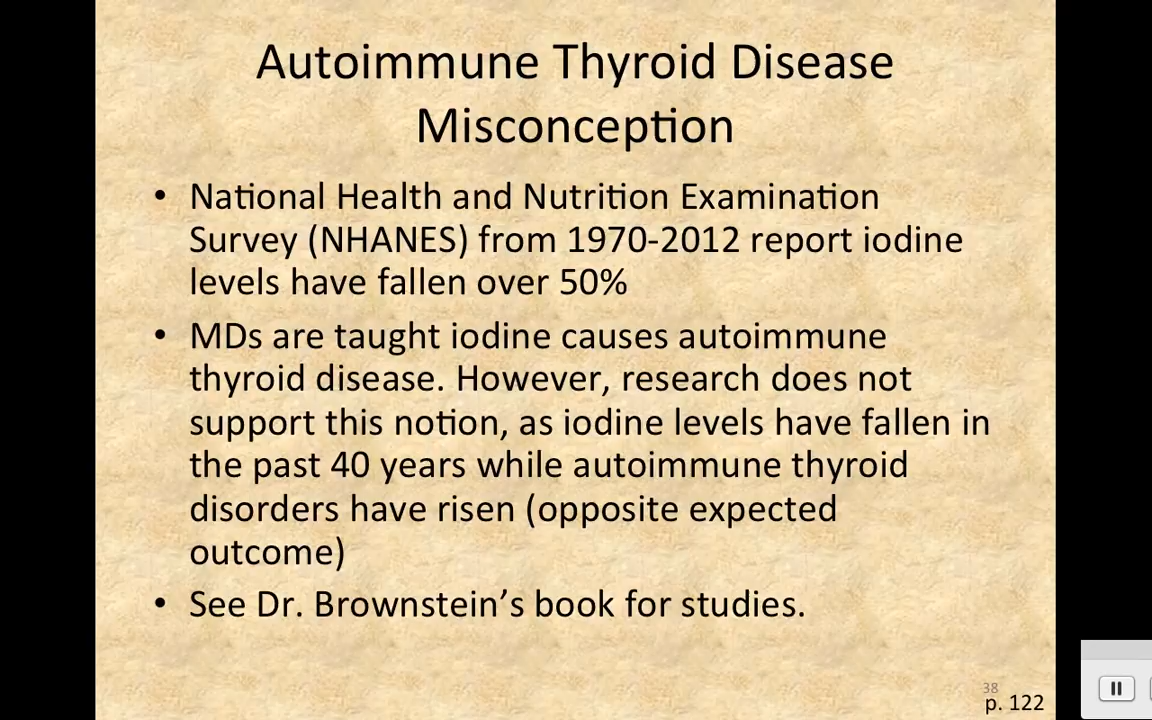 Autoimmune Thyroid Disease
Misconception
• National Health and Nutrition Examination
Survey (NHANES) from 1970-2012 report iodine
levels have fallen over 50%
• MDs are taught iodine causes autoimmune
thyroid disease. However, research does not
support this notion, as iodine levels have fallen in
the past 40 years while autoimmune thyroid
disorders have risen (opposite expected
outcome)
• See Dr. Brownstein’s book for studies.
38
p. 122